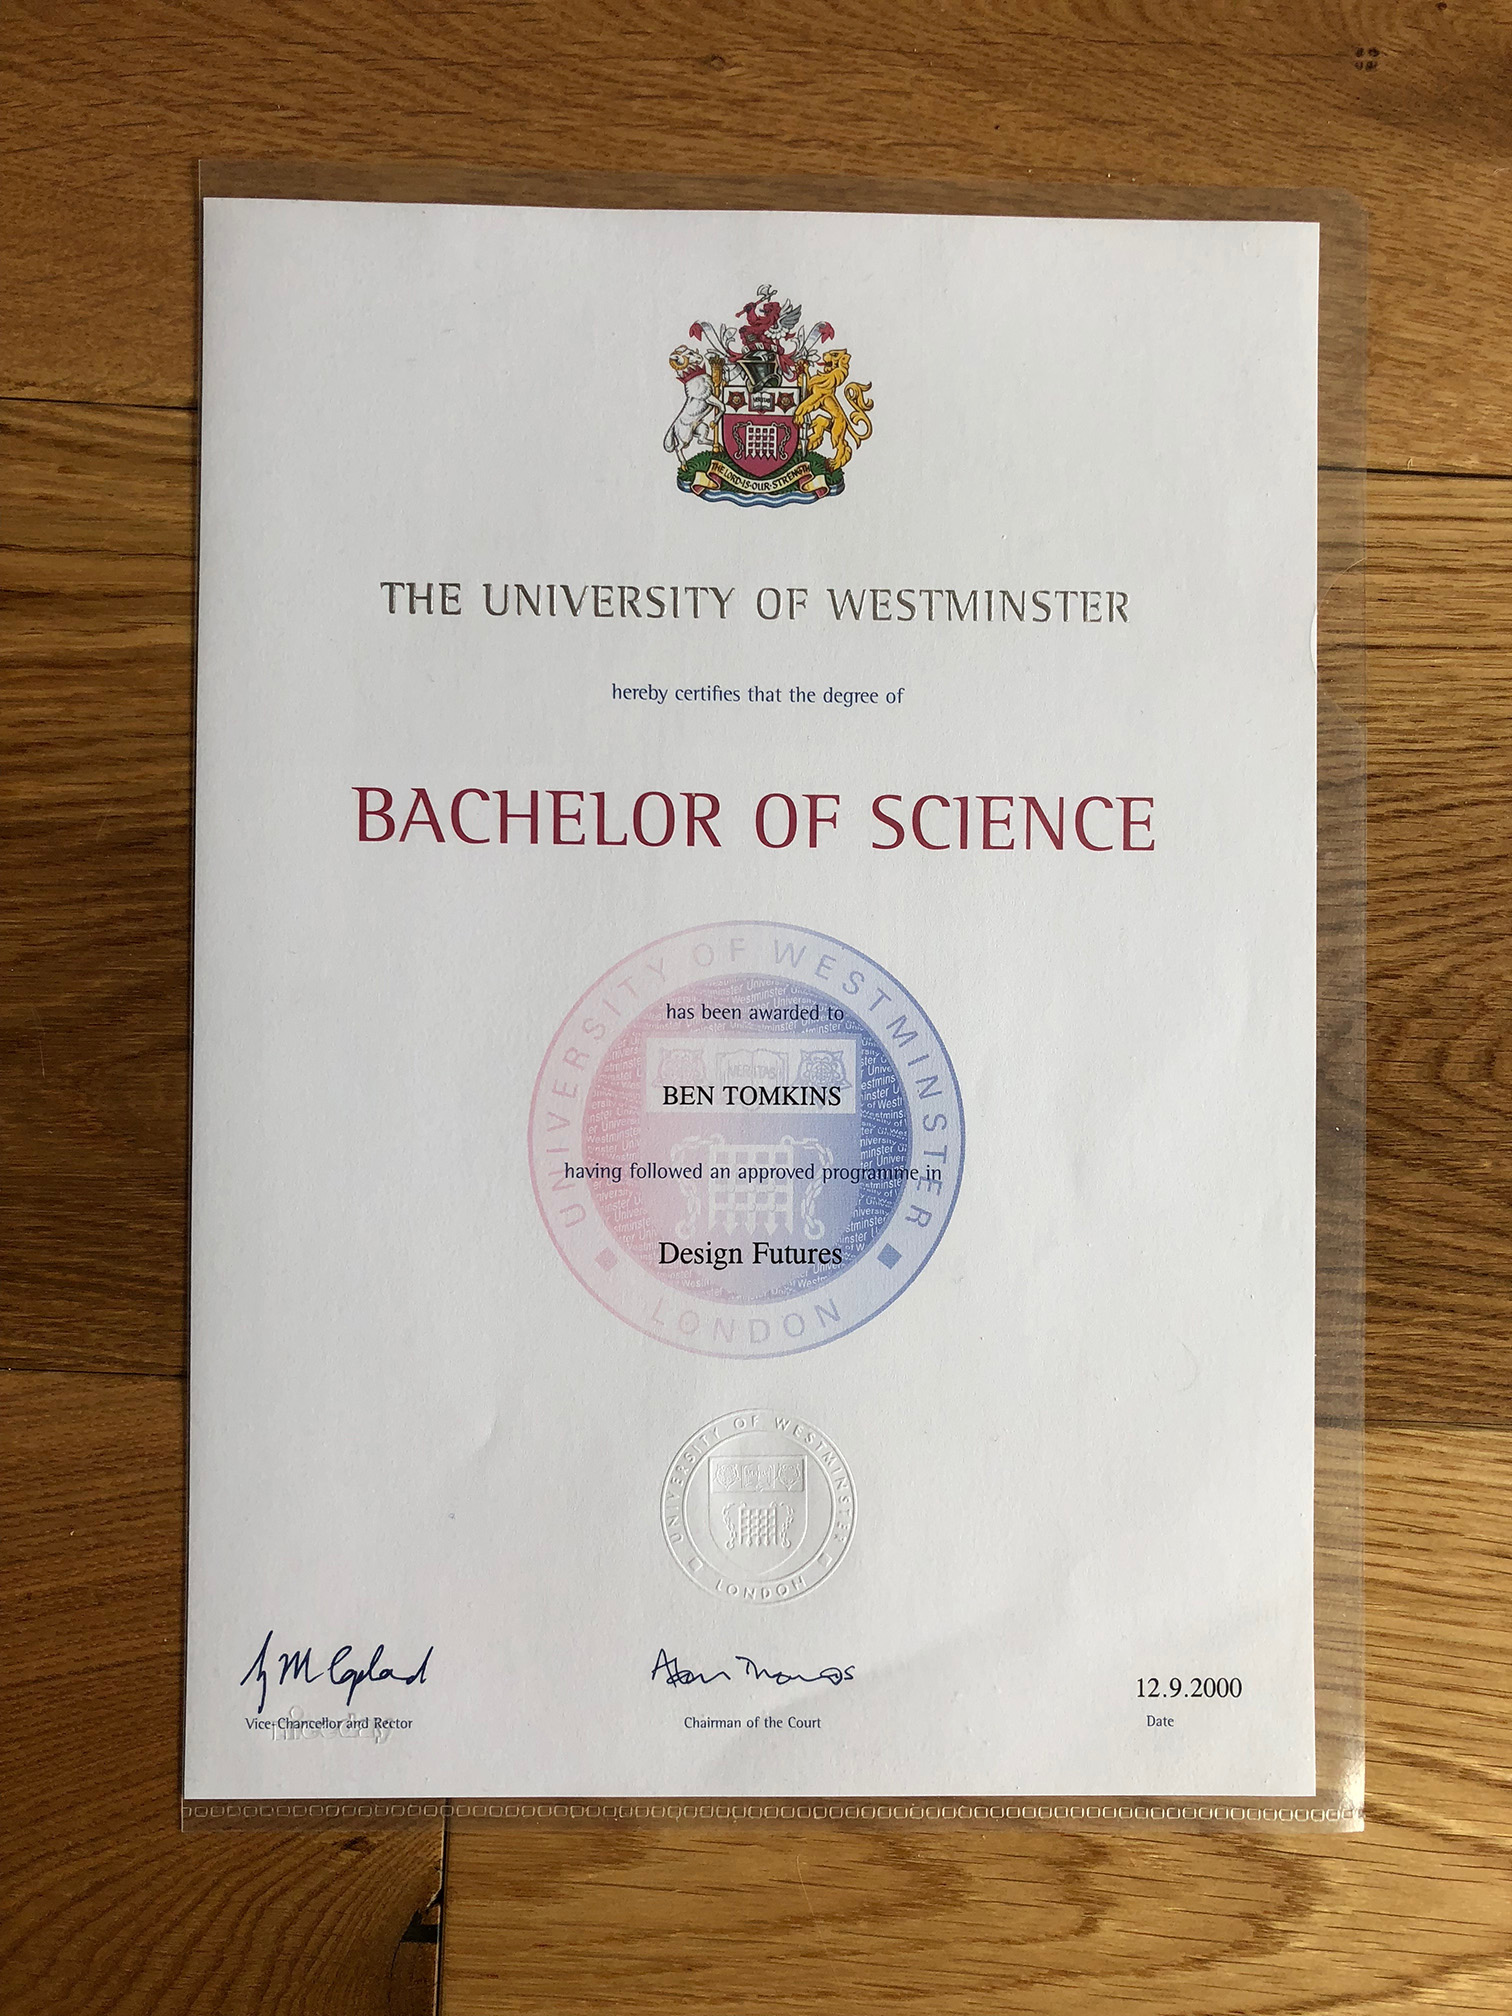 THE LORD IS OUR STRENGTH
THE UNIVERSITY OF WESTMINSTER
hereby certifies that the degree of
BACHELOR OF SCIENCE
UNIVERSITY OF WESTMINSTER
has been awarded to
VERITAS
BEN TOMKINS
having followed an approved programme in
Design Futures
LONDON
UNIVERSITY OF WESTMINSTER
LONDON
Alan Thomas
Vice-Chancellor and Rector
niceday
Chairman of the Court
12.9.2000
Date